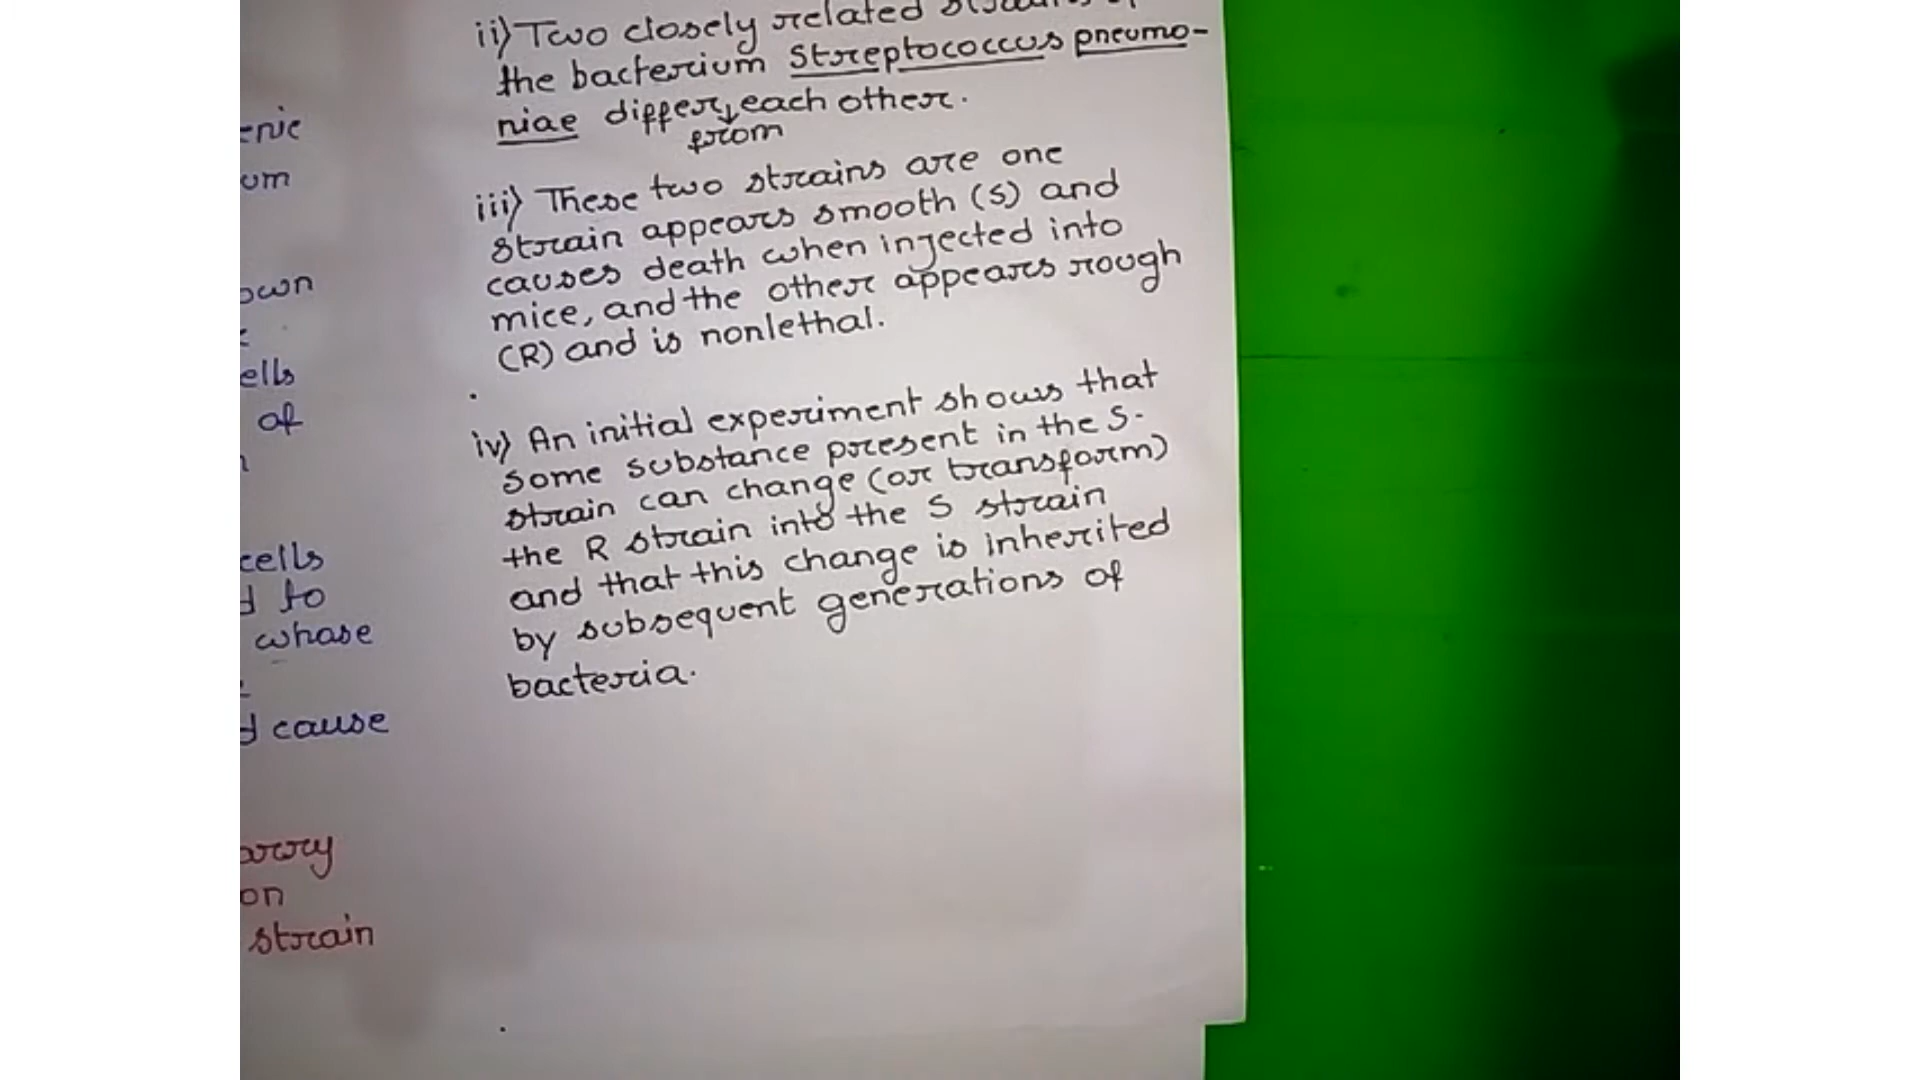 ii) Two closely related
the bacterium Streptococcus pneumo-
niae differ each other.
from
iii) These two strains are one
strain appears smooth (S) and
causes death when injected into
mice, and the other appears rough
(R) and is nonlethal.
iv) An initial experiment shows that
some substance present in the S-
strain can change (or transform)
the R strain into the S strain
and that this change is inherited
by subsequent generations of
bacteria.
um
own
ells
of
cells
to
whose
cause
on
strain